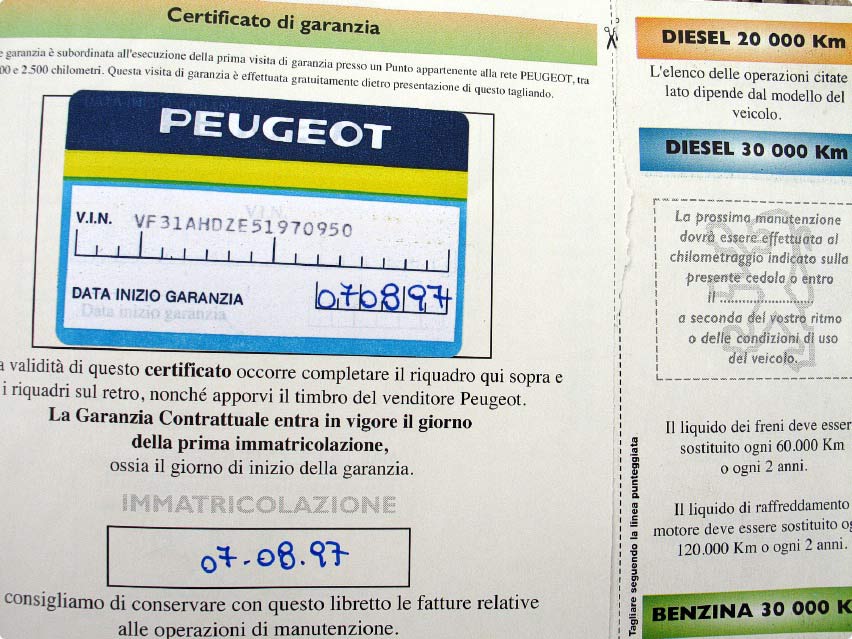 Certificato di garanzia
garanzia è subordinata all'esecuzione della prima visita di garanzia presso un Punto appartenente alla rete PEUGEOT, tra
e 2.500 chilometri. Questa visita di garanzia è effettuata gratuitamente dietro presentazione di questo tagliando.
PEUGEOT
V.I.N. VF31AHDZE51970950
DATA INIZIO GARANZIA 070897
Data inizio garanzia
validità di questo certificato occorre completare il riquadro qui sopra e
i riquadri sul retro, nonché apporvi il timbro del venditore Peugeot.
La Garanzia Contrattuale entra in vigore il giorno
della prima immatricolazione,
ossia il giorno di inizio della garanzia.
IMMATRICOLAZIONE
07-08.97
consigliamo di conservare con questo libretto le fatture relative
alle operazioni di manutenzione.
Tagliare seguendo la linea punteggiata
DIESEL 20 000 Km
L'elenco delle operazioni citate
lato dipende dal modello del
veicolo.
DIESEL 30 000 Km
La prossima manutenzione
dovrà essere effettuata al
chilometraggio indicato sulla
presente cedola o entro
il ........................
a seconda del vostro ritmo
o delle condizioni di uso
del veicolo.
Il liquido dei freni deve esser
sostituito ogni 60.000 Km
o ogni 2 anni.
Il liquido di raffreddamento
motore deve essere sostituito og
120.000 Km o ogni 2 anni.
BENZINA 30 000 K